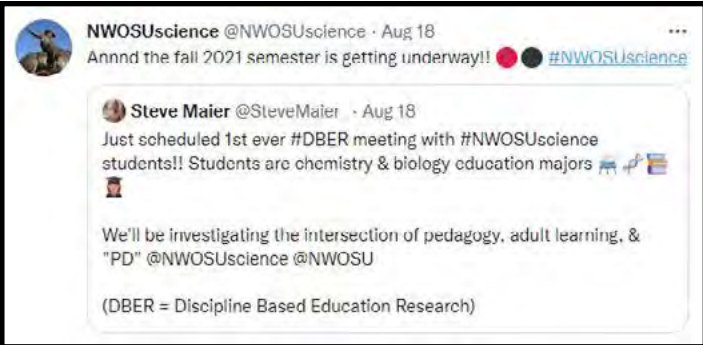 NWOSUscience @NWOSUscience · Aug 18 ...
Annnd the fall 2021 semester is getting underway!! 🔴⚫ #NWOSUscience
Steve Maier @SteveMaier · Aug 18
Just scheduled 1st ever #DBER meeting with #NWOSUscience
students!! Students are chemistry & biology education majors
We'll be investigating the intersection of pedagogy, adult learning, &
"PD" @NWOSUscience @NWOSU
(DBER = Discipline Based Education Research)